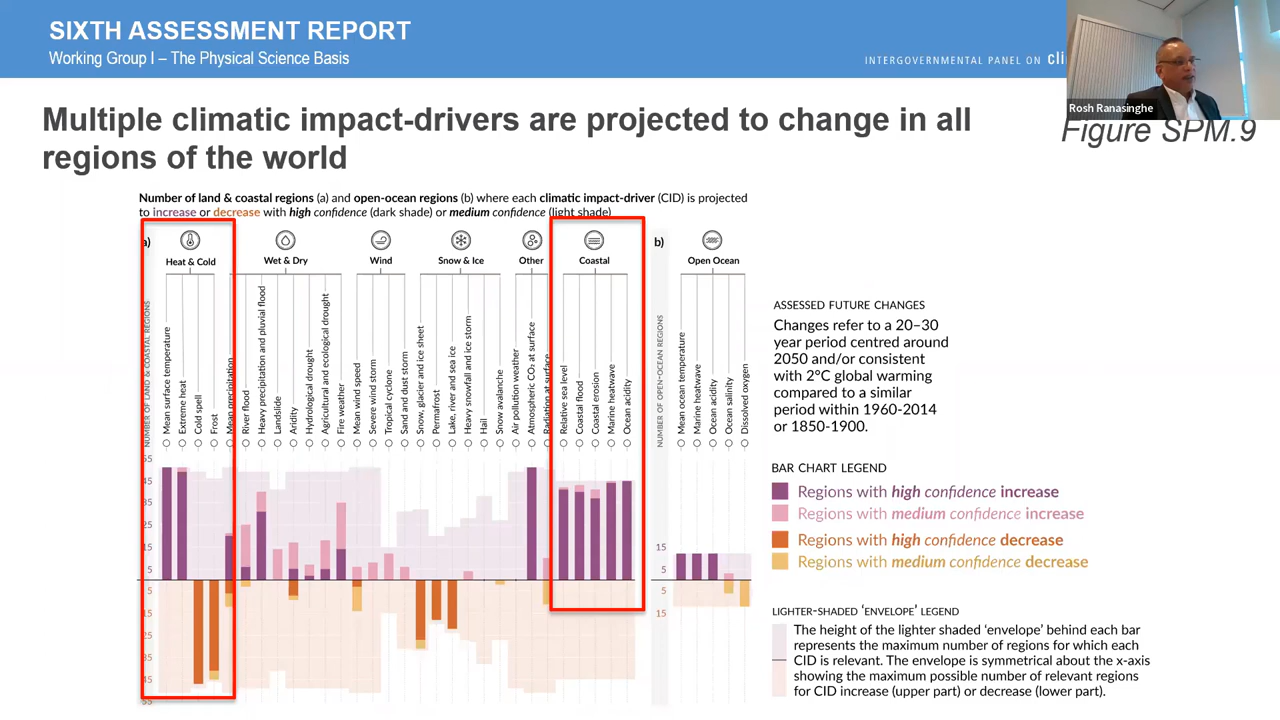 SIXTH ASSESSMENT REPORT
Working Group I – The Physical Science Basis
INTERGOVERNMENTAL PANEL ON cli
Rosh Ranasinghe
Multiple climatic impact-drivers are projected to change in all
regions of the world
Figure SPM.9
Number of land & coastal regions (a) and open-ocean regions (b) where each climatic impact-driver (CID) is projected
to increase or decrease with high confidence (dark shade) or medium confidence (light shade)
a)
Heat & Cold
Wet & Dry
Wind
Snow & Ice
Other
Coastal
b)
Open Ocean
NUMBER OF LAND & COASTAL REGIONS
Mean surface temperature
Extreme heat
Cold spell
Frost
Mean precipitation
River flood
Heavy precipitation and pluvial flood
Landslide
Aridity
Hydrological drought
Agricultural and ecological drought
Fire weather
Mean wind speed
Severe wind storm
Tropical cyclone
Sand and dust storm
Snow, glacier and ice sheet
Permafrost
Lake, river and sea ice
Heavy snowfall and ice storm
Hail
Snow avalanche
Air pollution weather
Atmospheric CO₂ at surface
Radiation at surface
Relative sea level
Coastal flood
Coastal erosion
Marine heatwave
Ocean acidity
NUMBER OF OPEN-OCEAN REGIONS
Mean ocean temperature
Marine heatwave
Ocean acidity
Ocean salinity
Dissolved oxygen
55
45
35
25
15
5
5
15
25
35
45
55
15
5
5
15
ASSESSED FUTURE CHANGES
Changes refer to a 20–30
year period centred around
2050 and/or consistent
with 2°C global warming
compared to a similar
period within 1960-2014
or 1850-1900.
BAR CHART LEGEND
Regions with high confidence increase
Regions with medium confidence increase
Regions with high confidence decrease
Regions with medium confidence decrease
LIGHTER-SHADED ‘ENVELOPE’ LEGEND
The height of the lighter shaded ‘envelope’ behind each bar
represents the maximum number of regions for which each
CID is relevant. The envelope is symmetrical about the x-axis
showing the maximum possible number of relevant regions
for CID increase (upper part) or decrease (lower part).